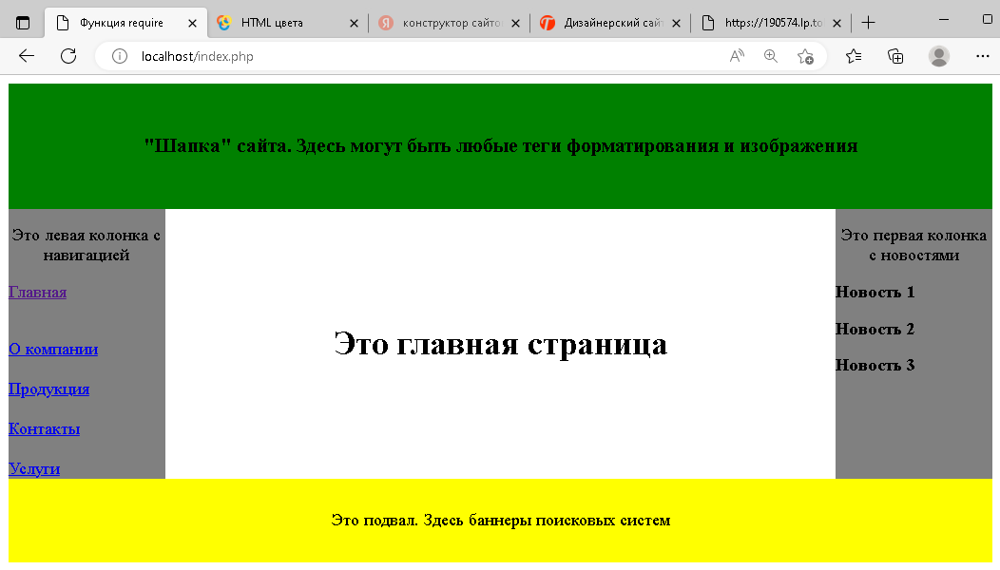 Функция require
HTML цвета
конструктор сайто
Дизайнерский сай
https://190574.lp.to
localhost/index.php
"Шапка" сайта. Здесь могут быть любые теги форматирования и изображения
Это левая колонка с
навигацией
Главная
О компании
Продукция
Контакты
Услуги
Это главная страница
Это первая колонка
с новостями
Новость 1
Новость 2
Новость 3
Это подвал. Здесь баннеры поисковых систем